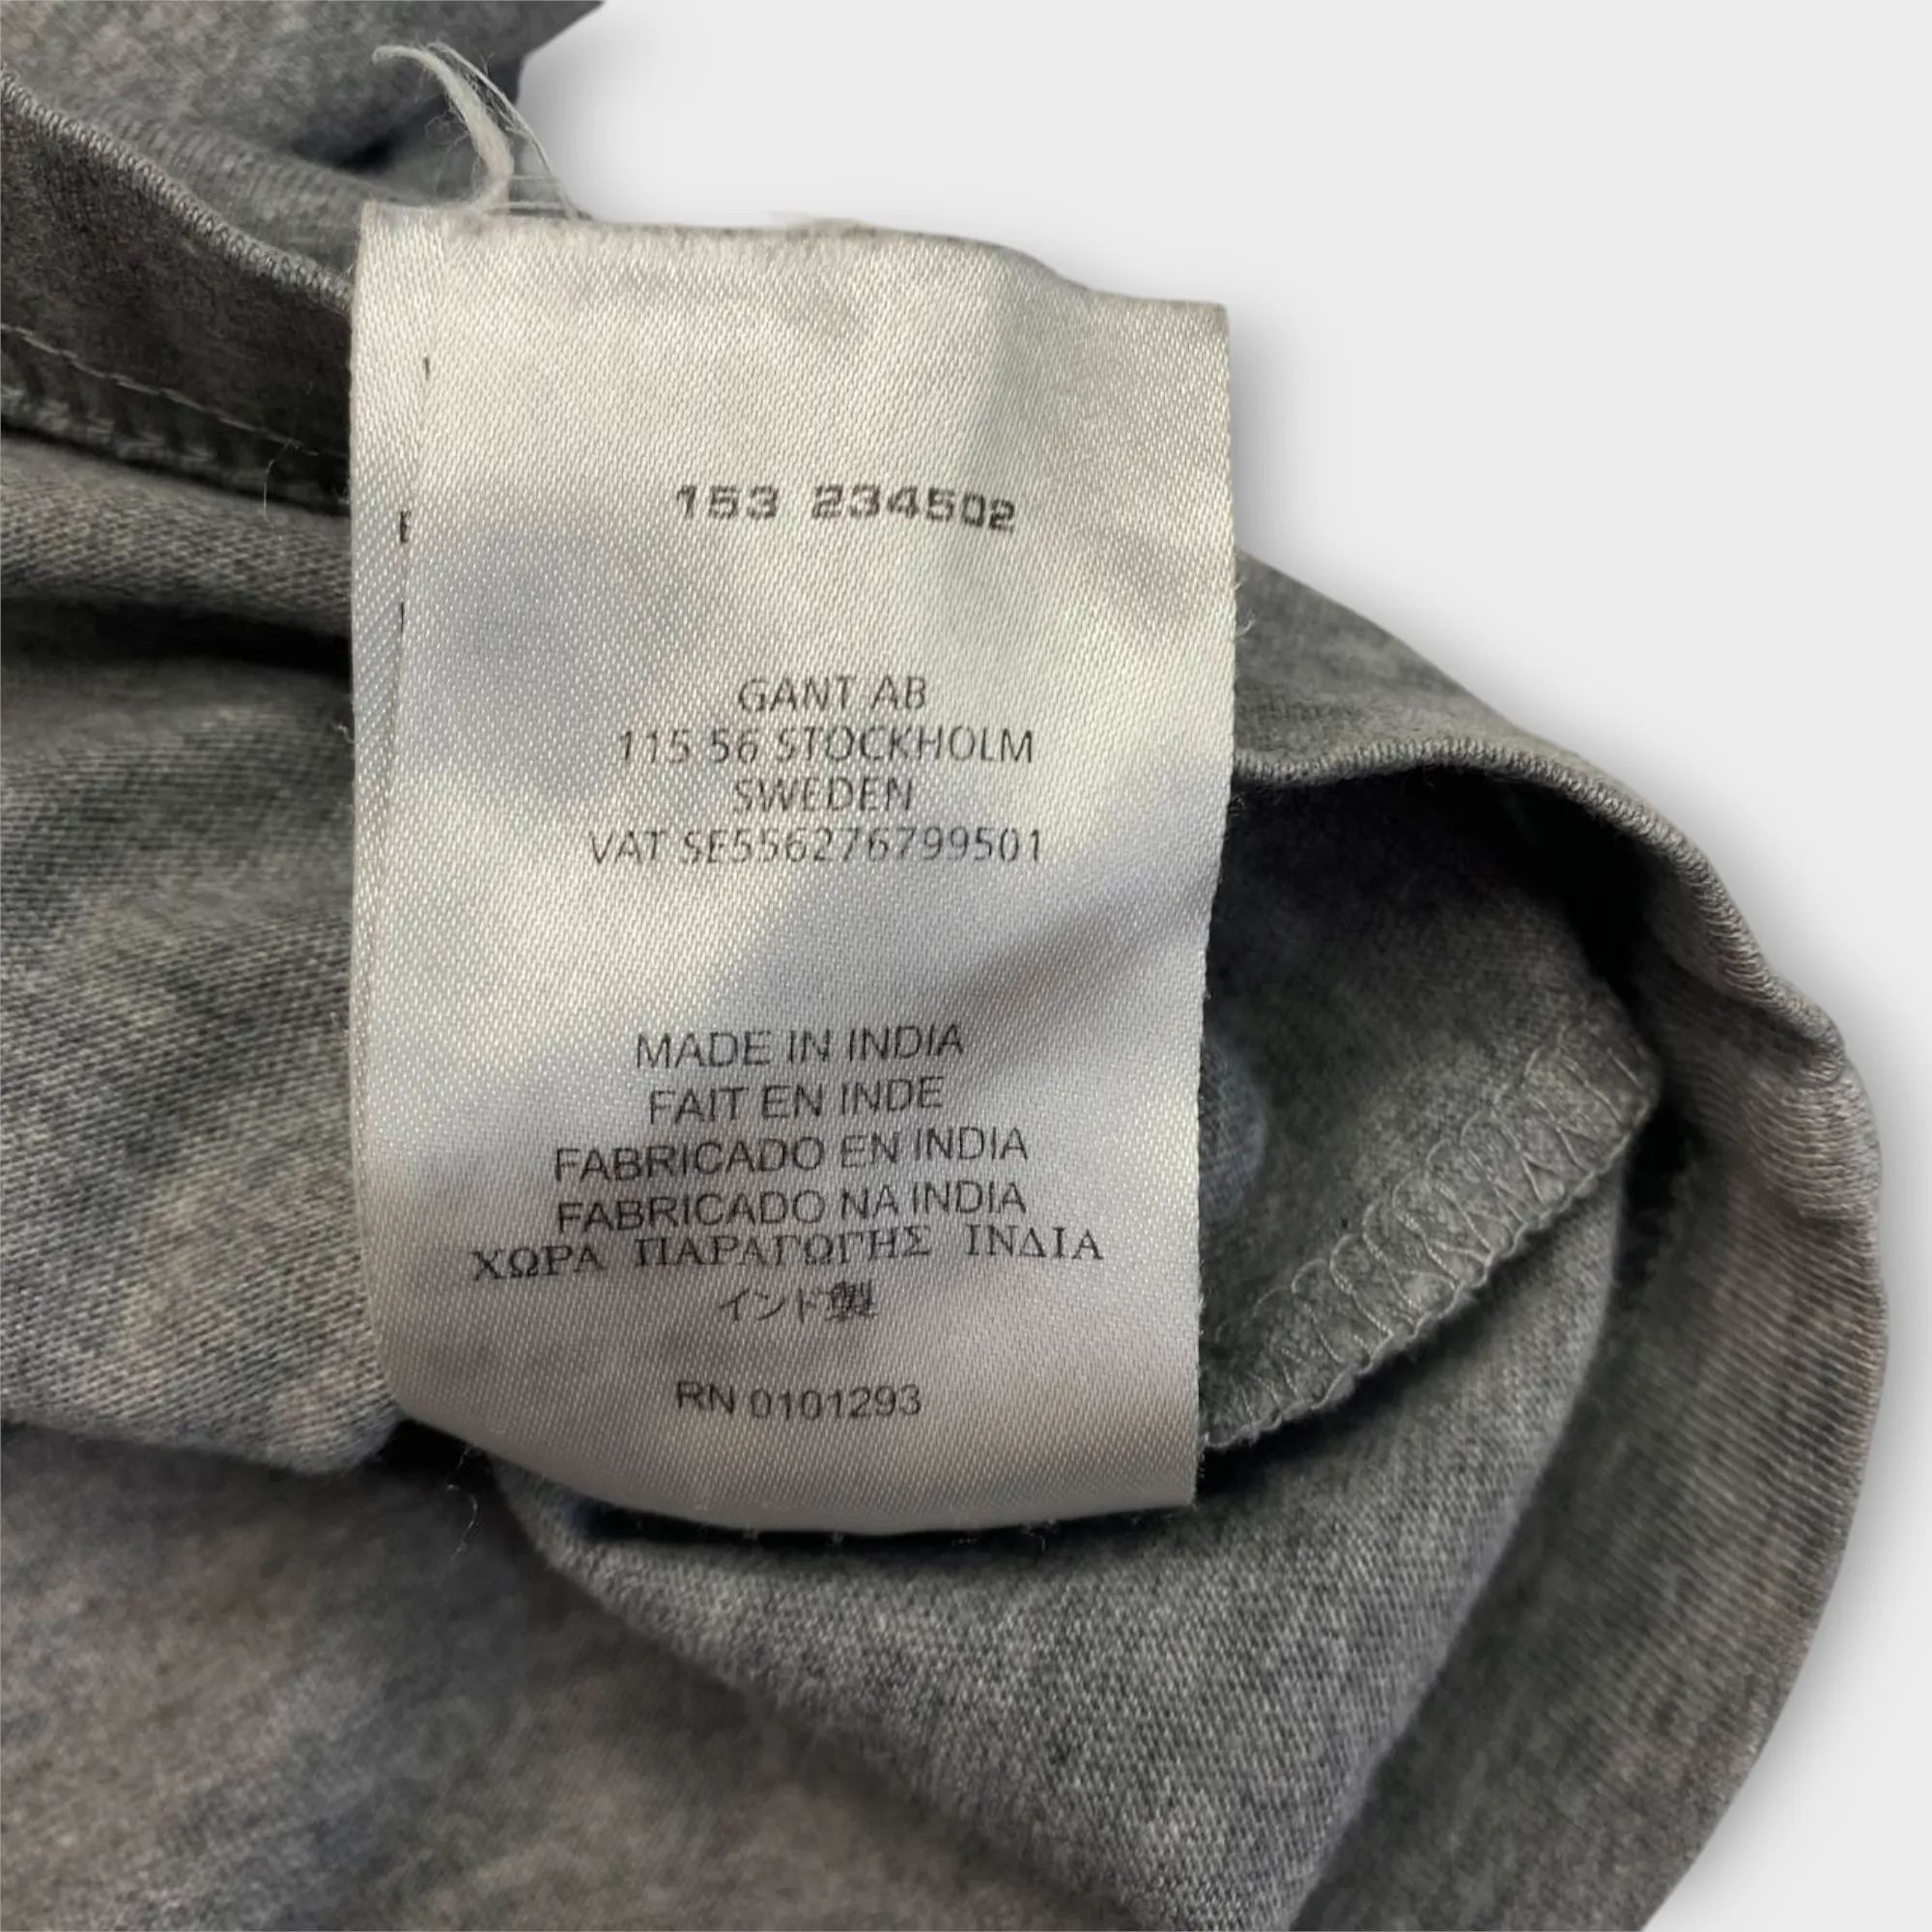 153 234502
GANT AB
115 56 STOCKHOLM
SWEDEN
VAT SE556276799501
MADE IN INDIA
FAIT EN INDE
FABRICADO EN INDIA
FABRICADO NA INDIA
ΧΩΡΑ ΠΑΡΑΓΩΓΗΣ ΙΝΔΙΑ
インド製
RN 0101293